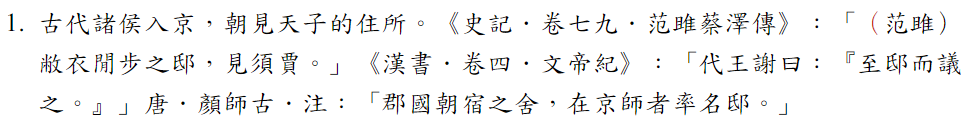 1. 古代諸侯入京，朝見天子的住所。《史記．卷七九．范雎蔡澤傳》：「（范雎）
敝衣閒步之邸，見須賈。」《漢書．卷四．文帝紀》：「代王謝曰：『至邸而議
之。』」唐．顏師古．注：「郡國朝宿之舍，在京師者率名邸。」